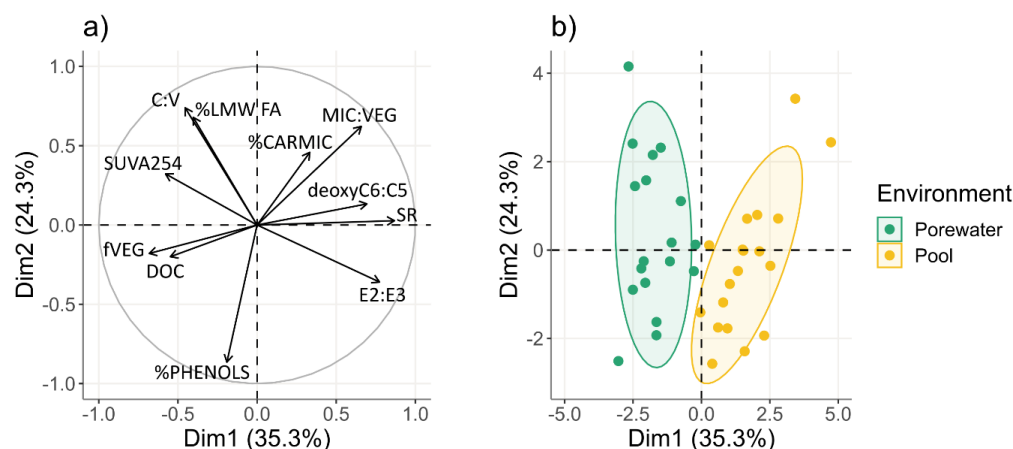 a)
1.0
0.5
0.0
-0.5
-1.0
-1.0
-0.5
0.0
0.5
1.0
Dim2 (24.3%)
Dim1 (35.3%)
C:V
%LMW FA
MIC:VEG
%CARMIC
SUVA254
deoxyC6:C5
SR
fVEG
DOC
E2:E3
%PHENOLS
b)
4
2
0
-2
-5.0
-2.5
0.0
2.5
5.0
Dim2 (24.3%)
Dim1 (35.3%)
Environment
Porewater
Pool